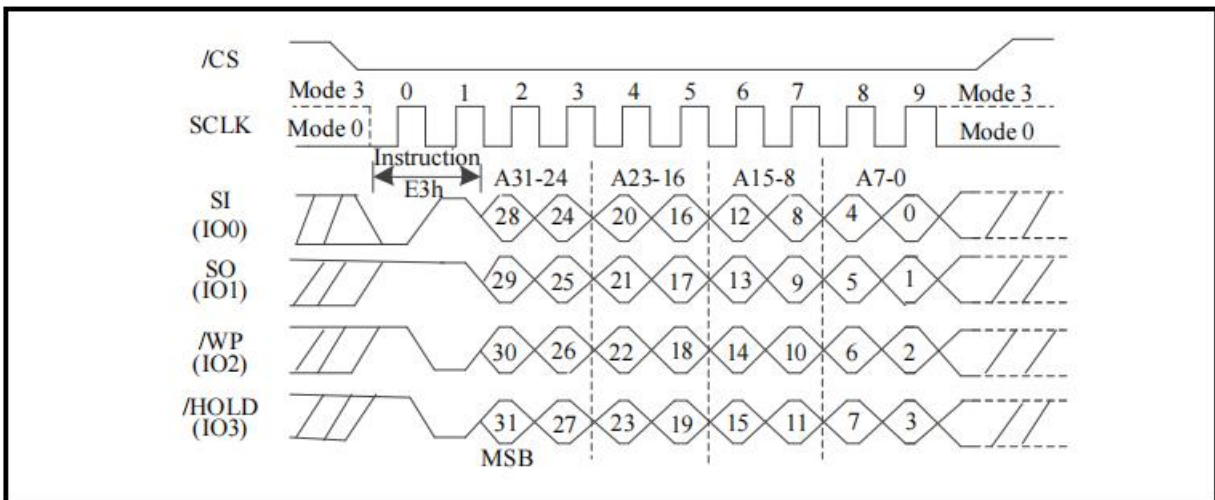 /CS
Mode 3 0 1 2 3 4 5 6 7 8 9 Mode 3
SCLK Mode 0 Mode 0
Instruction
E3h A31-24 A23-16 A15-8 A7-0
SI
(IO0) 28 24 20 16 12 8 4 0
SO
(IO1) 29 25 21 17 13 9 5 1
/WP
(IO2) 30 26 22 18 14 10 6 2
/HOLD
(IO3) 31 27 23 19 15 11 7 3
MSB